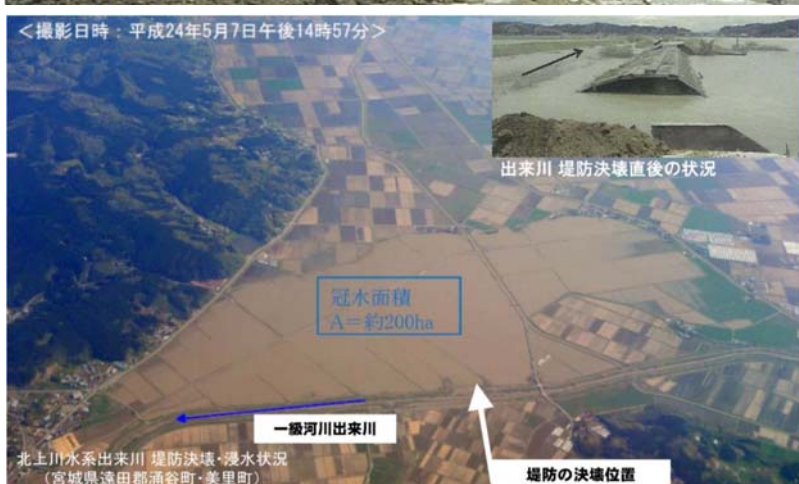 ＜撮影日時：平成24年5月7日午後14時57分＞
出来川 堤防決壊直後の状況
冠水面積
A＝約200ha
一級河川出来川
北上川水系出来川 堤防決壊・浸水状況
（宮城県遠田郡涌谷町・美里町）
堤防の決壊位置